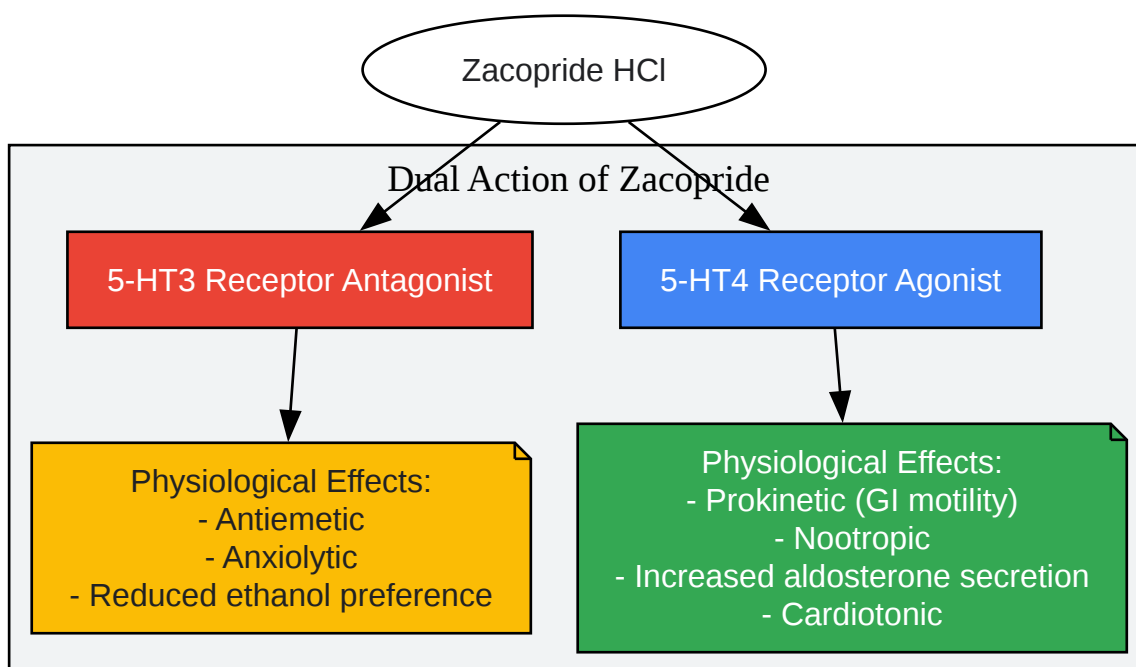 Zacopride HCl
Dual Action of Zacopride
5-HT3 Receptor Antagonist
5-HT4 Receptor Agonist
Physiological Effects:
- Antiemetic
- Anxiolytic
- Reduced ethanol preference
Physiological Effects:
- Prokinetic (GI motility)
- Nootropic
- Increased aldosterone secretion
- Cardiotonic